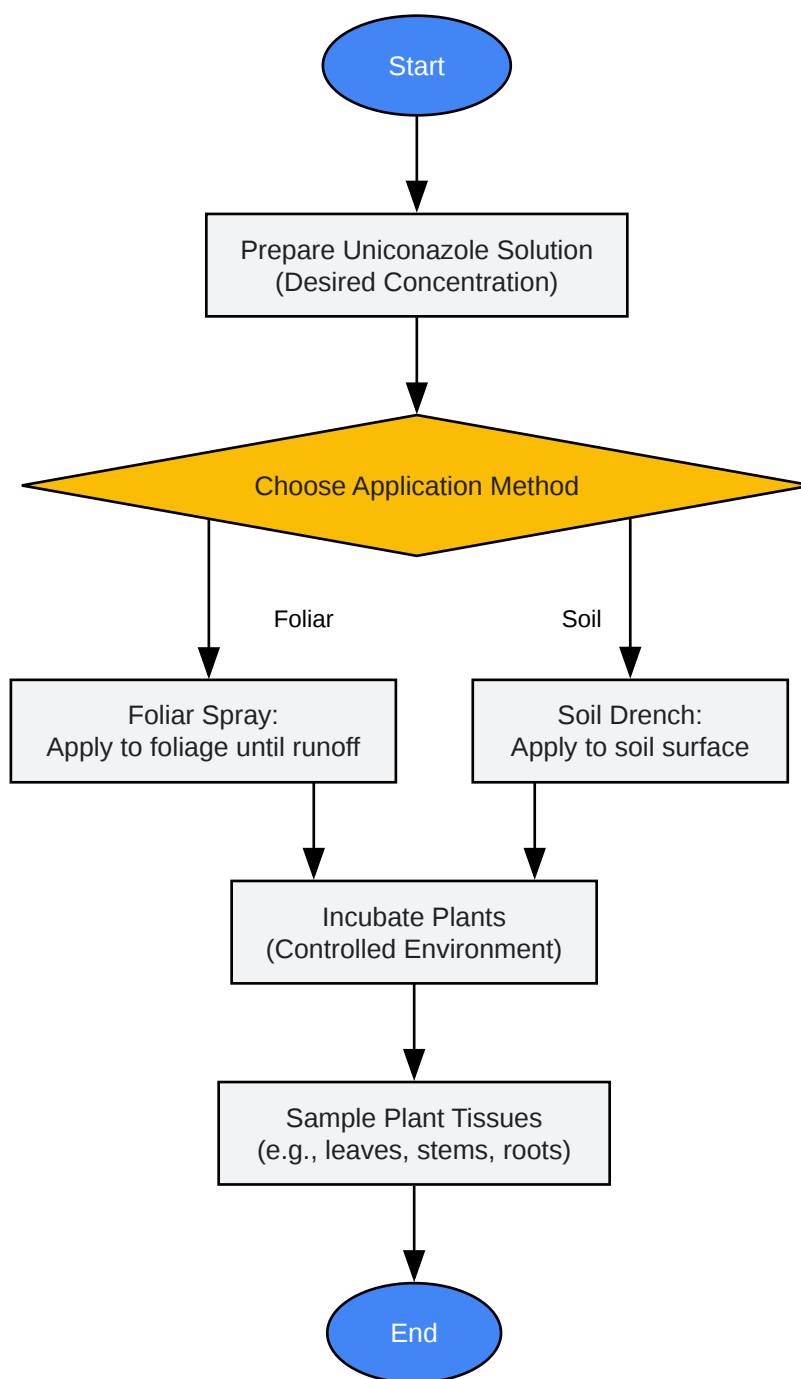 Start
Prepare Uniconazole Solution
(Desired Concentration)
Choose Application Method
Foliar
Soil
Foliar Spray:
Apply to foliage until runoff
Soil Drench:
Apply to soil surface
Incubate Plants
(Controlled Environment)
Sample Plant Tissues
(e.g., leaves, stems, roots)
End